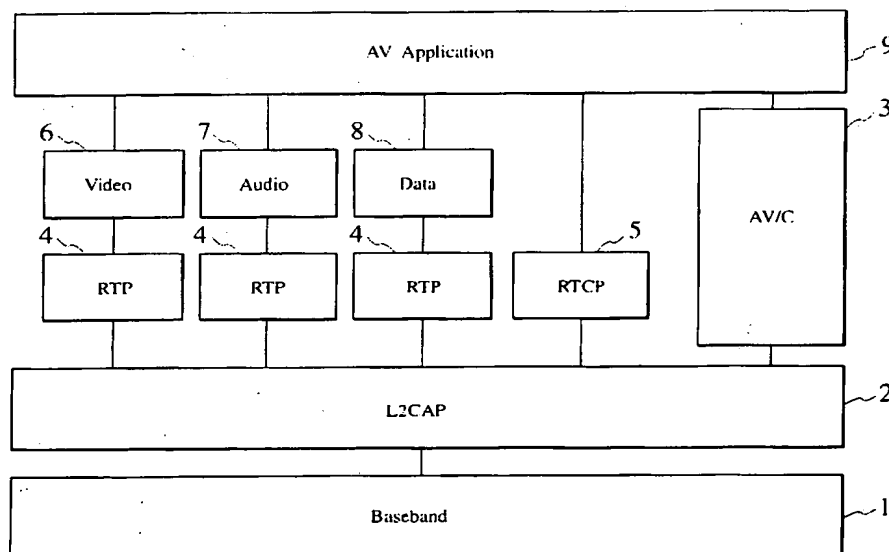 AV Application
9
3
6
7
8
Video
Audio
Data
AV/C
4
4
4
5
RTP
RTP
RTP
RTCP
L2CAP
2
Baseband
1